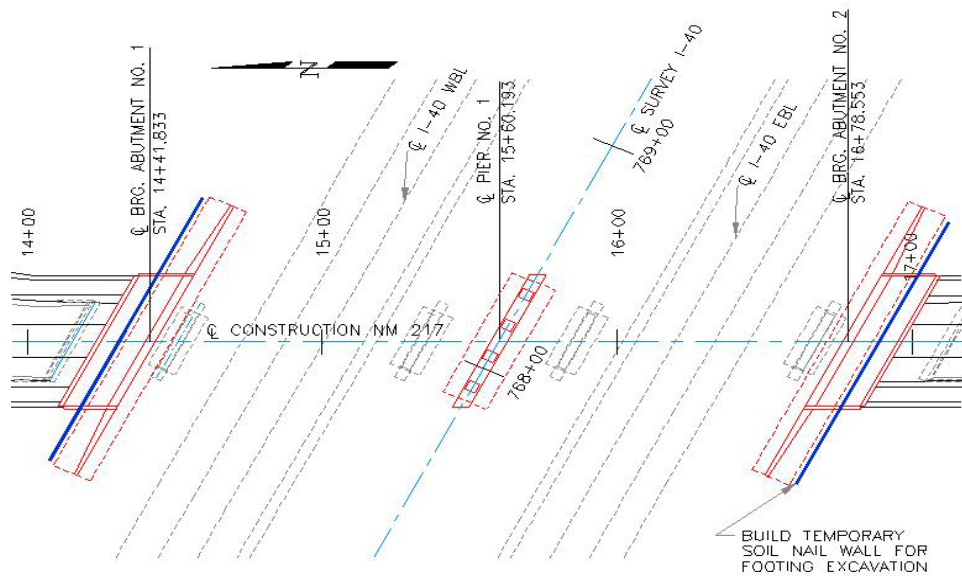 14+00
℄ BRG. ABUTMENT NO. 1
STA. 14+41.833
N
℄ I-40 WBL
15+00
℄ PIER NO. 1
STA. 15+60.193
℄ SURVEY I-40
769+00
16+00
℄ I-40 EBL
℄ BRG. ABUTMENT NO. 2
STA. 16+78.553
17+00
℄ CONSTRUCTION NM 217
768+00
BUILD TEMPORARY
SOIL NAIL WALL FOR
FOOTING EXCAVATION